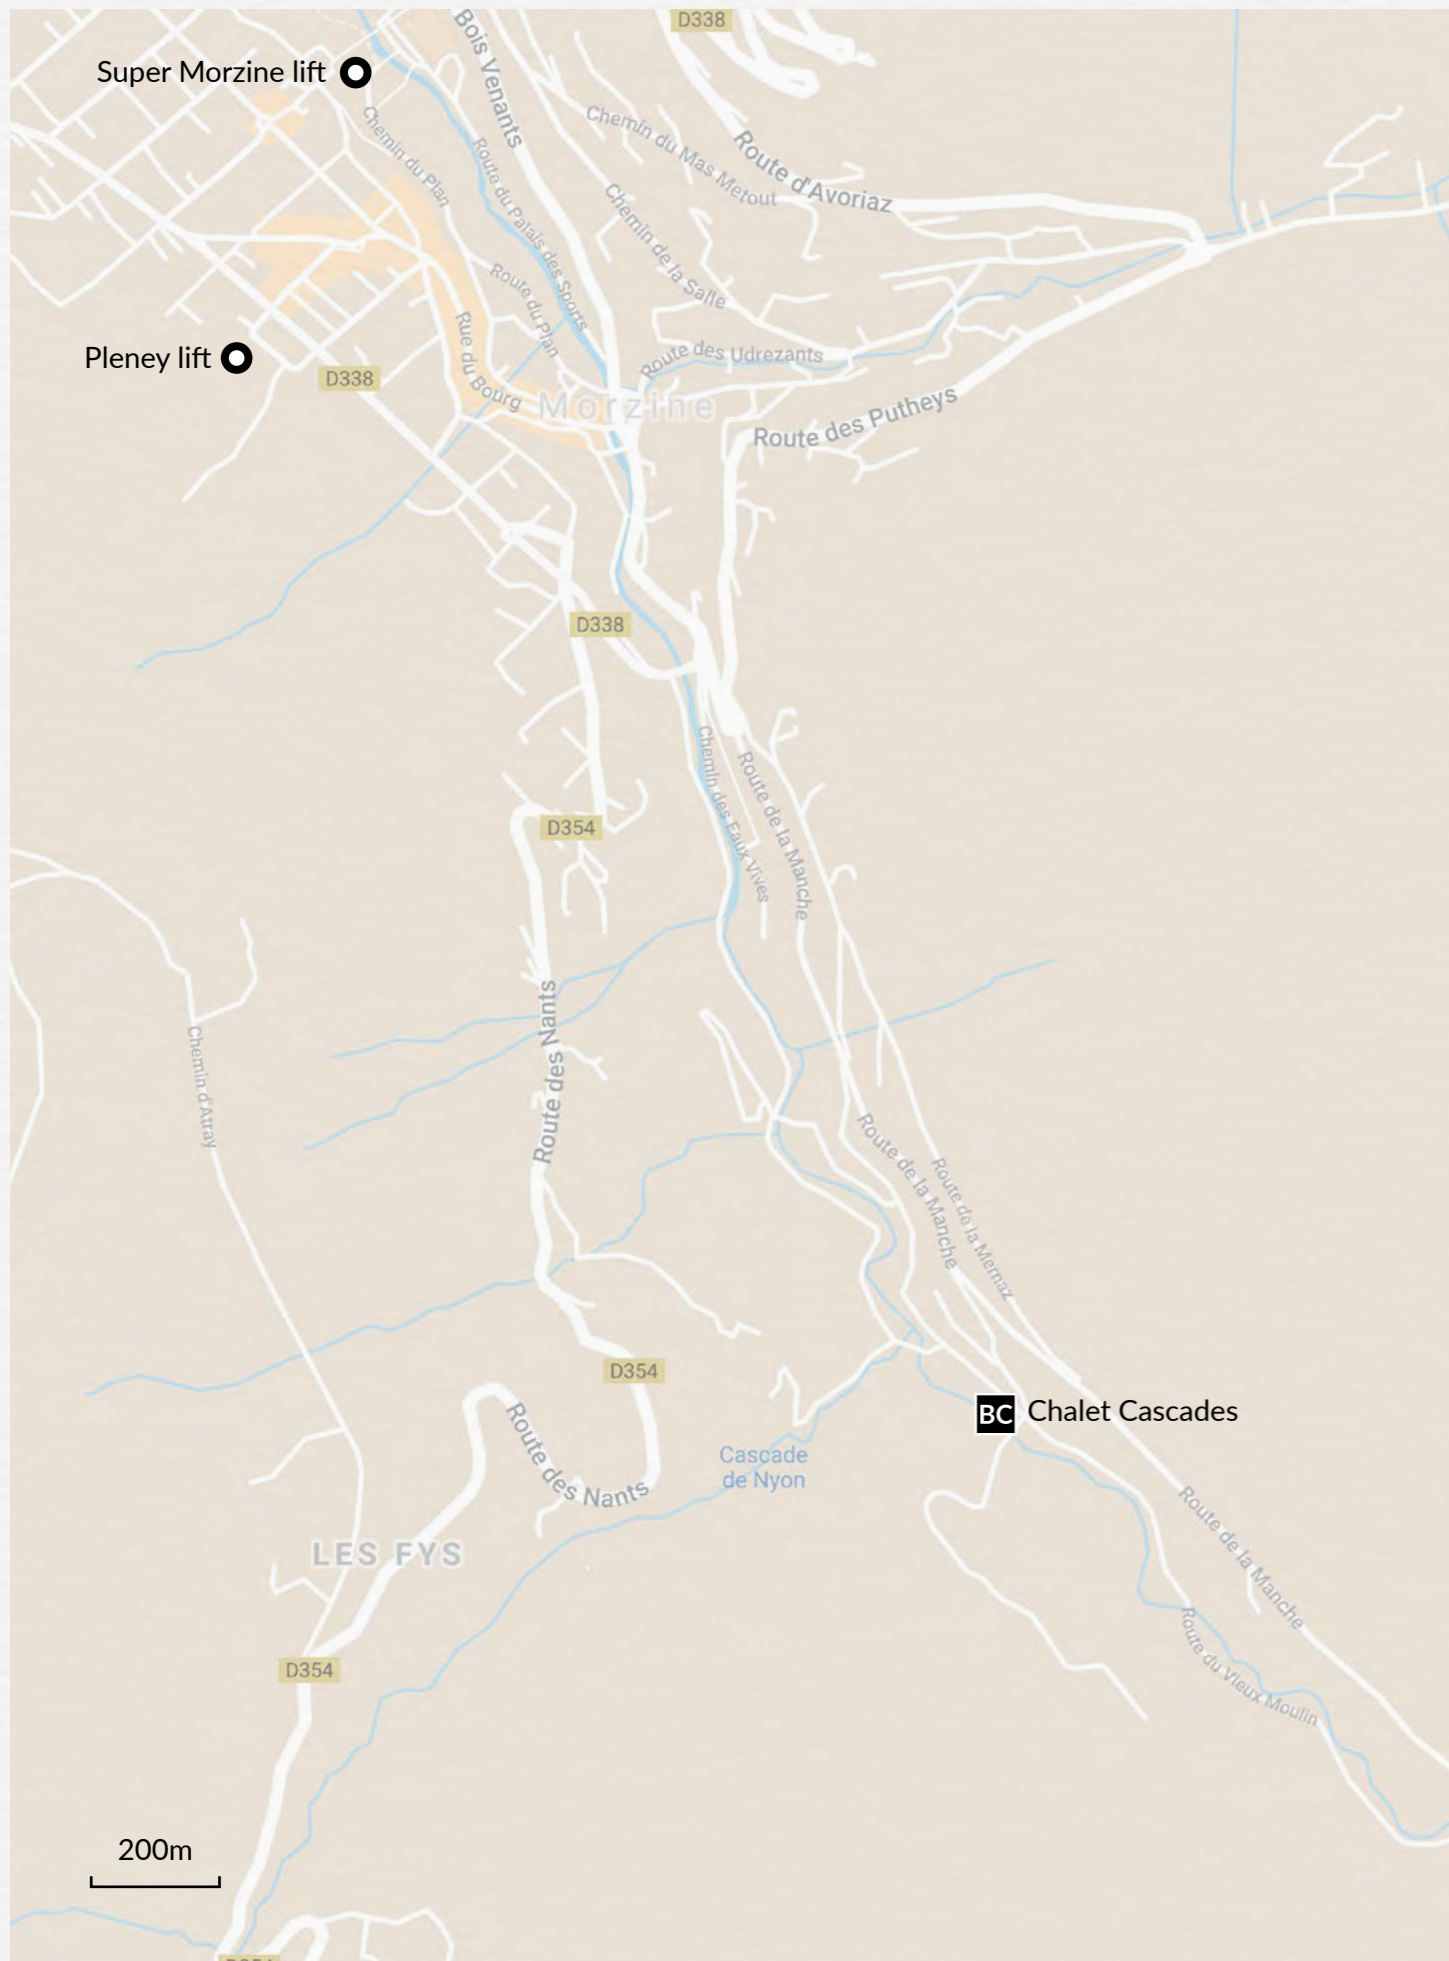 D338
Bois Venants
Super Morzine lift
Chemin du Plan
Chemin du Mas Metout
Route d'Avoriaz
Route du Palais des Sports
Chemin de la Salle
Route du Plan
Rue du Bourg
Pleney lift
D338
Route des Udrezants
Morzine
Route des Putheys
D338
Chemin des Eaux Vives
Route de la Manche
D354
Route des Nants
Chemin d'Atray
Route de la Manche
Route de la Mernaz
D354
BC
Chalet Cascades
Route des Nants
Cascade
de Nyon
Route de la Manche
LES FYS
Route du Vieux Moulin
D354
200m